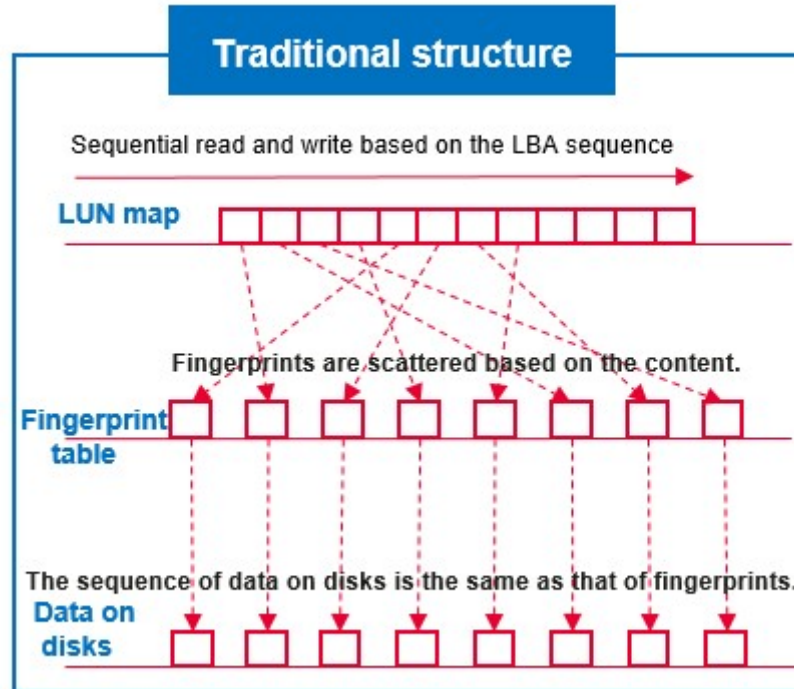 Traditional structure
Sequential read and write based on the LBA sequence
LUN map
Fingerprints are scattered based on the content.
Fingerprint
table
The sequence of data on disks is the same as that of fingerprints.
Data on
disks